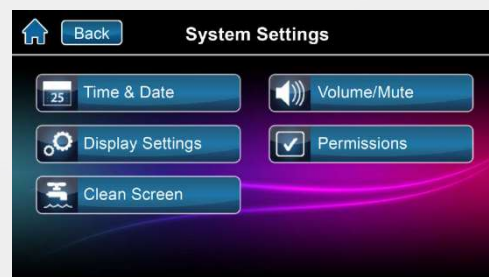 Back
System Settings
25
Time & Date
Volume/Mute
Display Settings
Permissions
Clean Screen